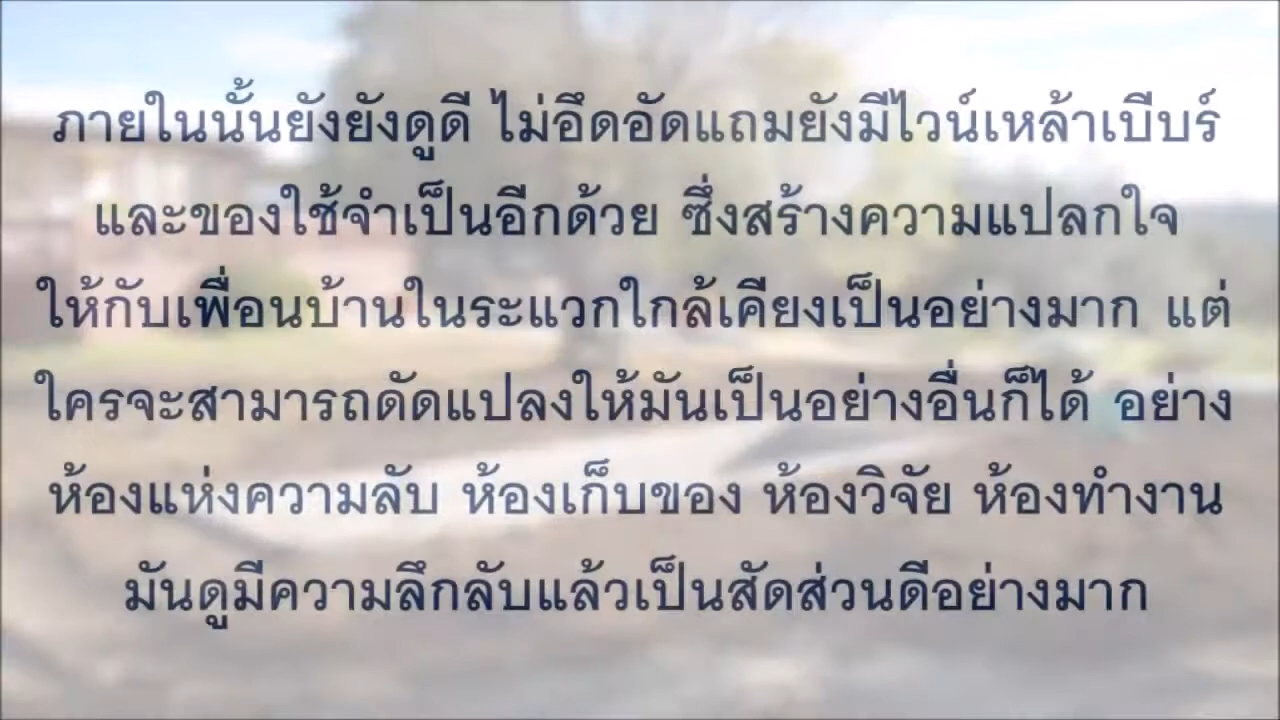 ภายในนั้นยังยังดูดี ไม่อึดอัดแถมยังมีไวน์เหล้าเบีบร์
และของใช้จำเป็นอีกด้วย ซึ่งสร้างความแปลกใจ
ให้กับเพื่อนบ้านในระแวกใกล้เคียงเป็นอย่างมาก แต่
ใครจะสามารถดัดแปลงให้มันเป็นอย่างอื่นก็ได้ อย่าง
ห้องแห่งความลับ ห้องเก็บของ ห้องวิจัย ห้องทำงาน
มันดูมีความลึกลับแล้วเป็นสัดส่วนดีอย่างมาก